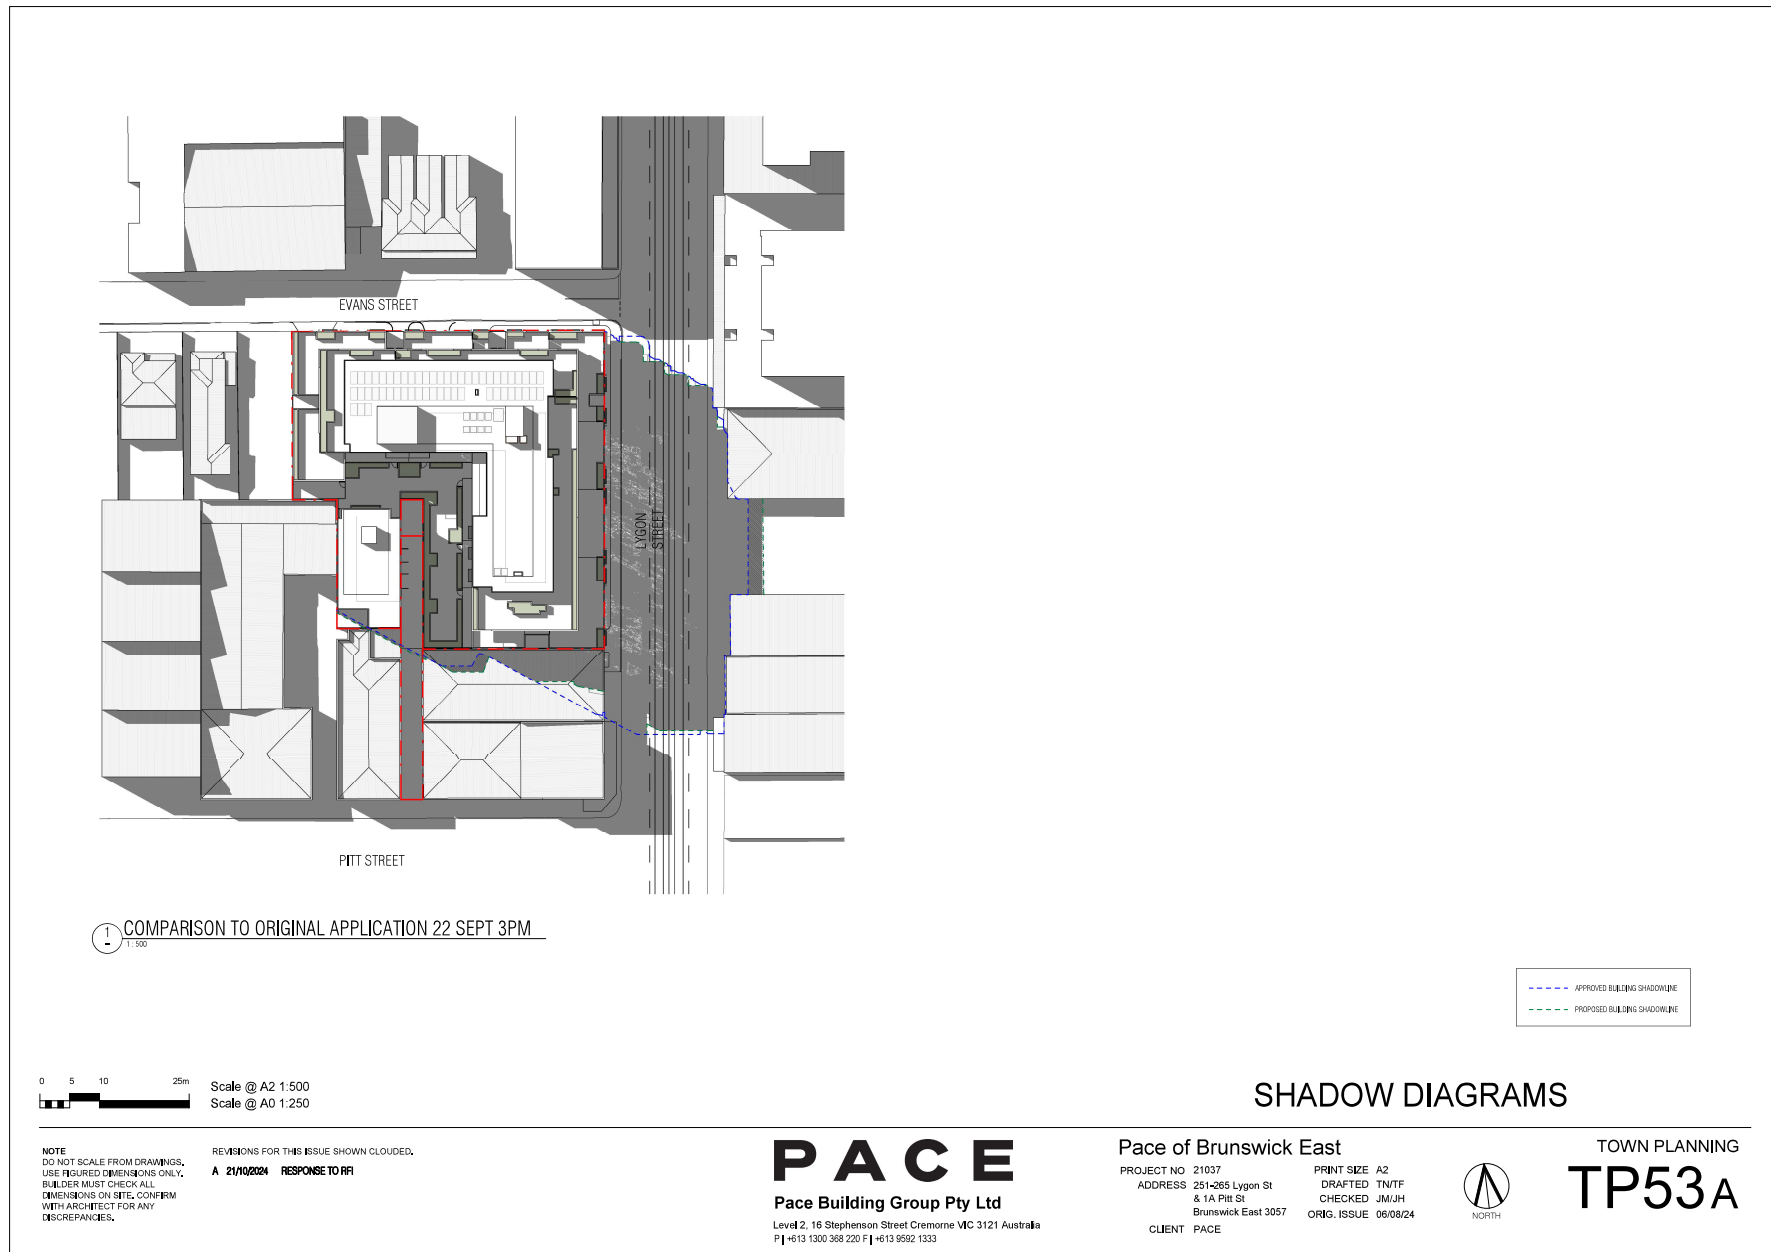 EVANS STREET
LYGON
STREET
PITT STREET
1
-
COMPARISON TO ORIGINAL APPLICATION 22 SEPT 3PM
1 : 500
APPROVED BUILDING SHADOWLINE
PROPOSED BUILDING SHADOWLINE
0 5 10 25m
Scale @ A2 1:500
Scale @ A0 1:250
SHADOW DIAGRAMS
NOTE
DO NOT SCALE FROM DRAWINGS.
USE FIGURED DIMENSIONS ONLY.
BUILDER MUST CHECK ALL
DIMENSIONS ON SITE. CONFIRM
WITH ARCHITECT FOR ANY
DISCREPANCIES.
REVISIONS FOR THIS ISSUE SHOWN CLOUDED.
A 21/10/2024 RESPONSE TO RFI
PACE
Pace Building Group Pty Ltd
Level 2, 16 Stephenson Street Cremorne VIC 3121 Australia
P | +613 1300 368 220 F | +613 9592 1333
Pace of Brunswick East
PROJECT NO 21037
ADDRESS 251-265 Lygon St
& 1A Pitt St
Brunswick East 3057
CLIENT PACE
PRINT SIZE A2
DRAFTED TN/TF
CHECKED JM/JH
ORIG. ISSUE 06/08/24
NORTH
TOWN PLANNING
TP53 A